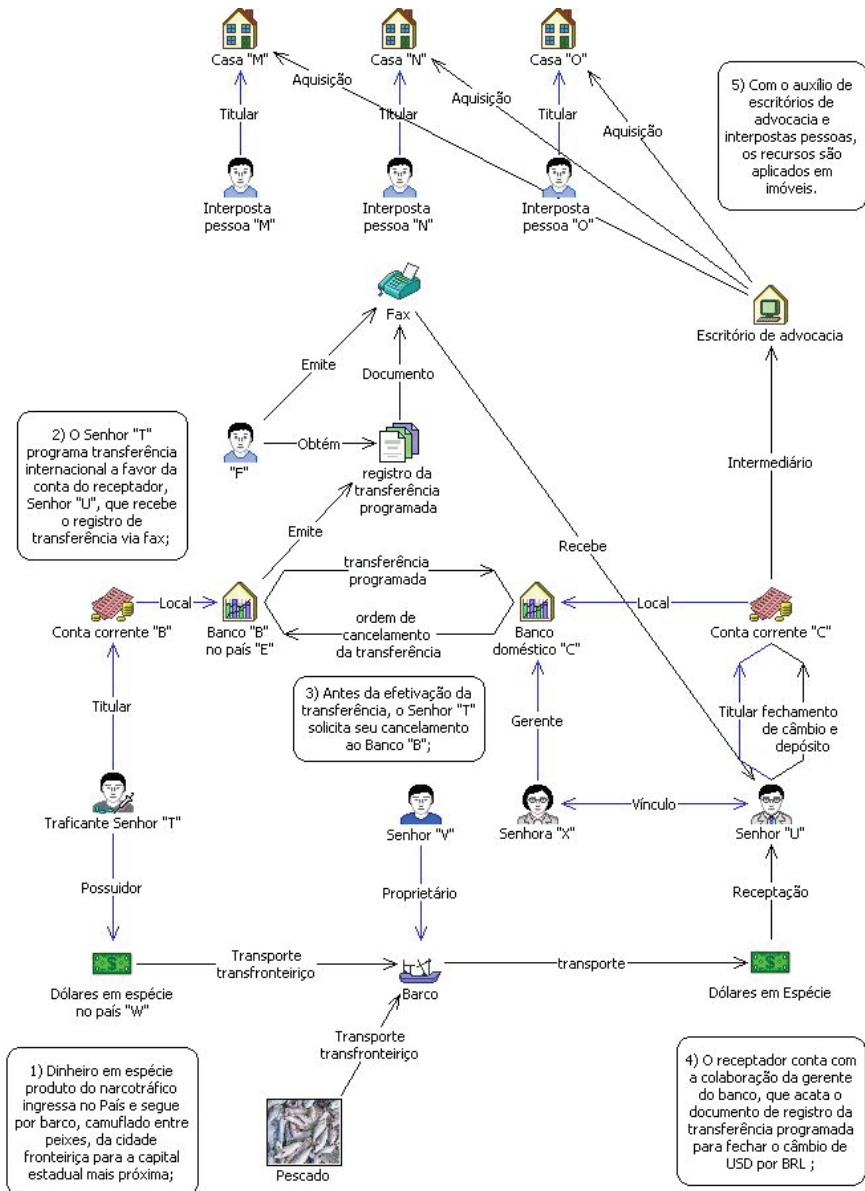 Casa "M"
Casa "N"
Casa "O"
Aquisição
Aquisição
Aquisição
Titular
Titular
Titular
Interposta
pessoa "M"
Interposta
pessoa "N"
Interposta
pessoa "O"
5) Com o auxílio de
escritórios de
advocacia e
interpostas pessoas,
os recursos são
aplicados em
imóveis.
Fax
Escritório de advocacia
Emite
Documento
2) O Senhor "T"
programa transferência
internacional a favor da
conta do receptador,
Senhor "U", que recebe
o registro de
transferência via fax;
"F"
Obtém
registro da
transferência
programada
Intermediário
Emite
Recebe
transferência
programada
Conta corrente "B"
Local
Banco "B"
no país "E"
ordem de
cancelamento
da transferência
Banco
doméstico "C"
Local
Conta corrente "C"
3) Antes da efetivação da
transferência, o Senhor "T"
solicita seu cancelamento
ao Banco "B";
Titular
Gerente
Titular
fechamento
de câmbio e
depósito
Traficante Senhor "T"
Senhor "V"
Senhora "X"
Vínculo
Senhor "U"
Possuidor
Proprietário
Receptação
Dólares em espécie
no país "W"
Transporte
transfronteiriço
Barco
transporte
Dólares em Espécie
Transporte
transfronteiriço
1) Dinheiro em espécie
produto do narcotráfico
ingressa no País e segue
por barco, camuflado entre
peixes, da cidade
fronteiriça para a capital
estadual mais próxima;
Pescado
4) O receptador conta com
a colaboração da gerente
do banco, que acata o
documento de registro da
transferência programada
para fechar o câmbio de
USD por BRL ;